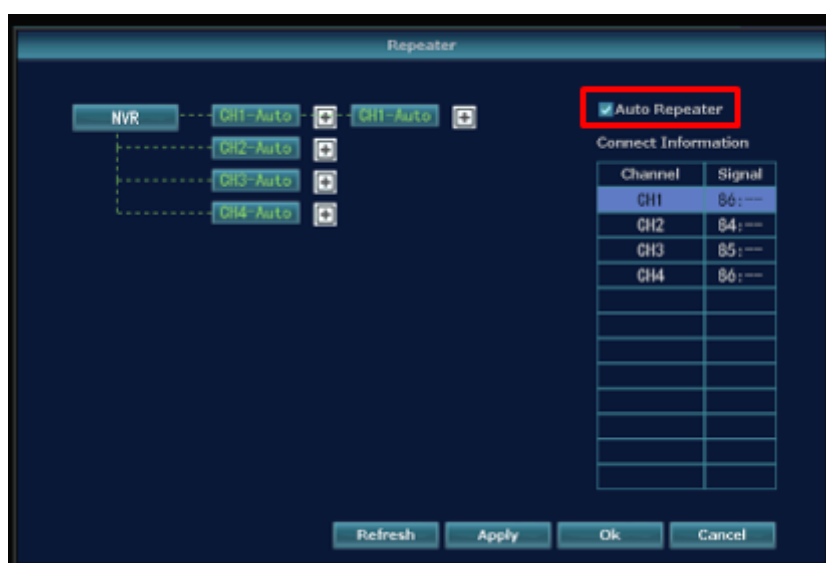 Repeater
NVR CH1-Auto CH1-Auto
CH2-Auto
CH3-Auto
CH4-Auto
Auto Repeater
Connect Information
Channel Signal
CH1 86:--
CH2 84:--
CH3 85:--
CH4 86:--
Refresh Apply Ok Cancel